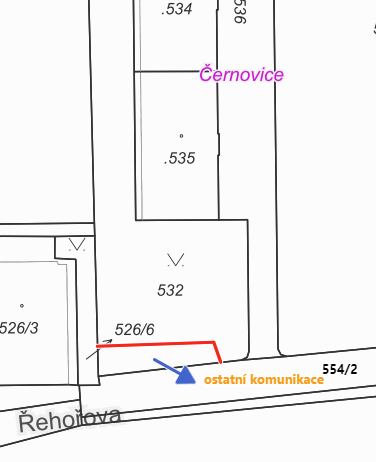 .534
536
Černovice
.535
532
526/6
526/3
554/2
ostatní komunikace
Řehořova